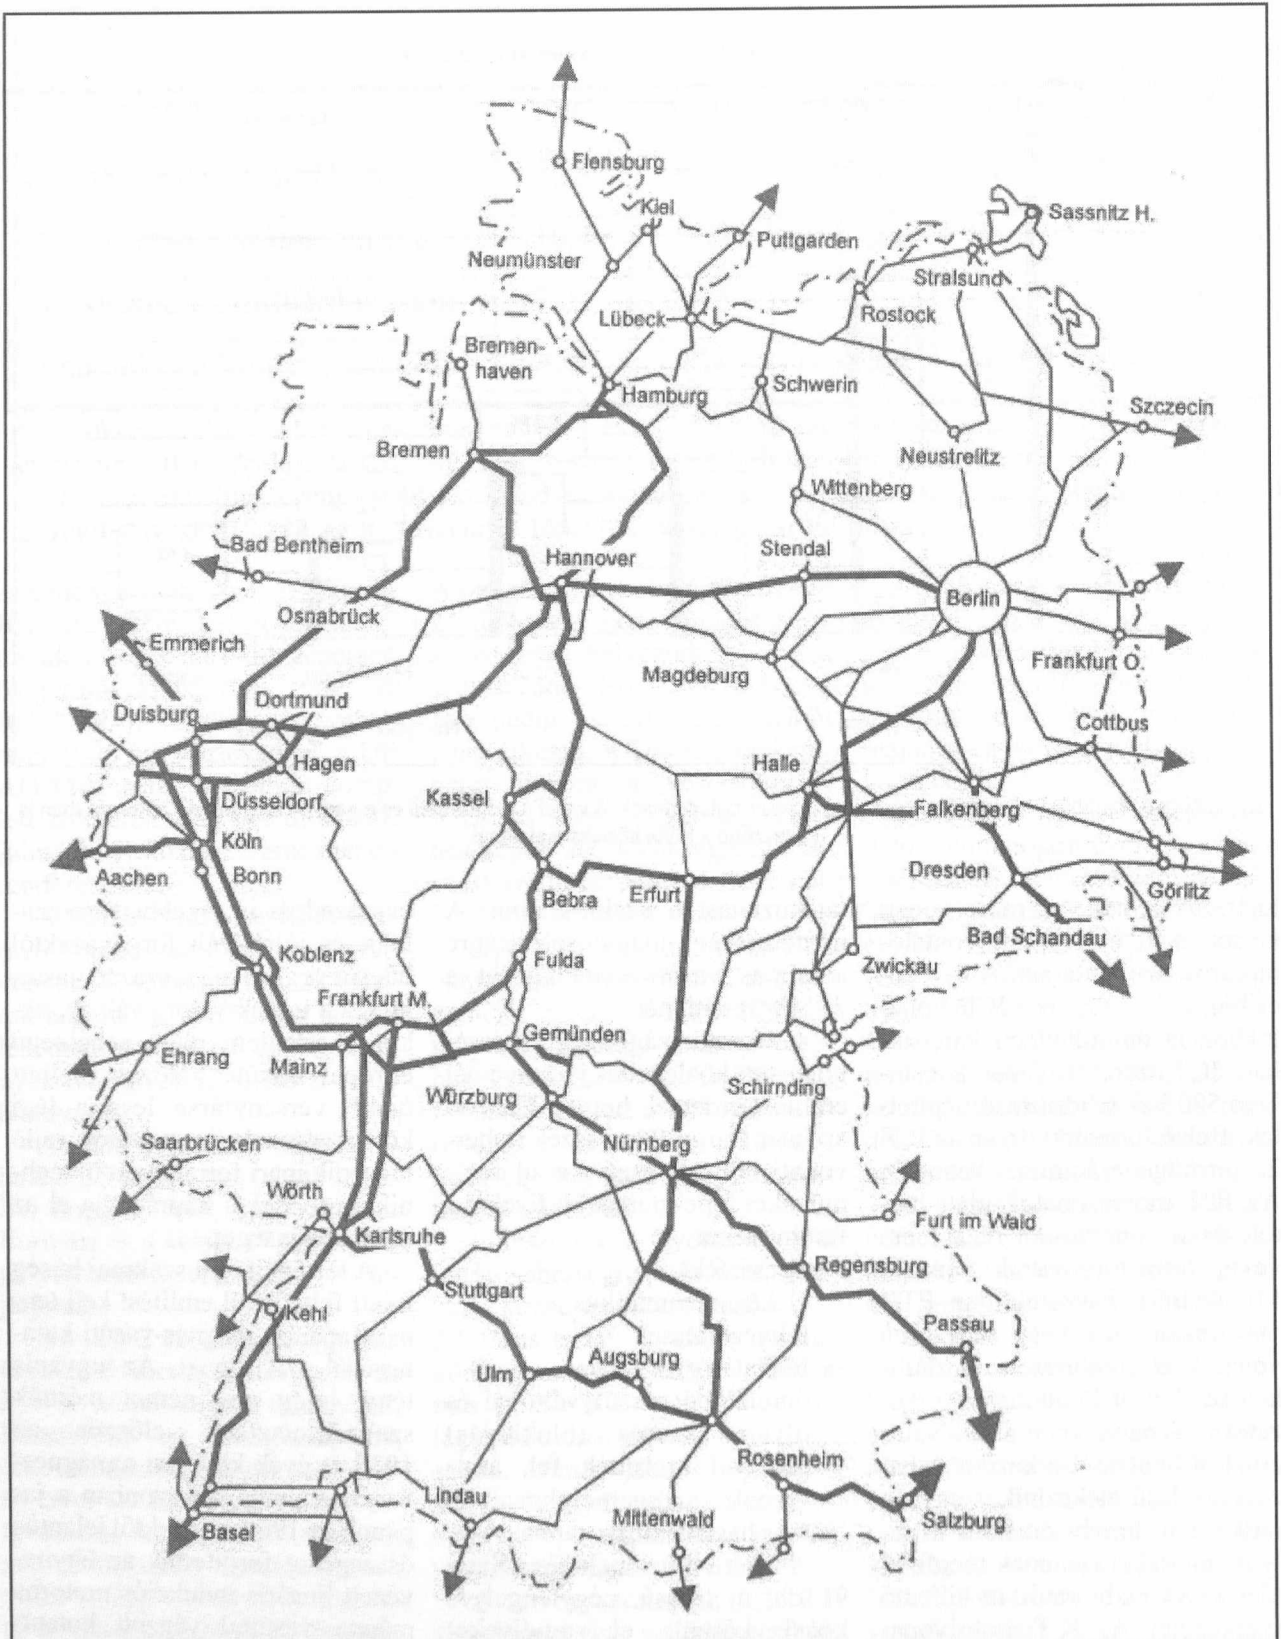 Flensburg
Kiel
Sassnitz H.
Puttgarden
Neumünster
Stralsund
Lübeck
Rostock
Bremen-
haven
Schwerin
Hamburg
Szczecin
Bremen
Neustrelitz
Wittenberg
Bad Bentheim
Hannover
Stendal
Berlin
Osnabrück
Emmerich
Frankfurt O.
Magdeburg
Dortmund
Duisburg
Cottbus
Hagen
Halle
Kassel
Düsseldorf
Falkenberg
Köln
Aachen
Bonn
Dresden
Bebra
Erfurt
Görlitz
Bad Schandau
Koblenz
Fulda
Zwickau
Frankfurt M.
Gemünden
Ehrang
Mainz
Würzburg
Schirnding
Saarbrücken
Nürnberg
Wörth
Furt im Wald
Karlsruhe
Regensburg
Stuttgart
Kehl
Passau
Augsburg
Ulm
Rosenheim
Lindau
Mittenwald
Salzburg
Basel